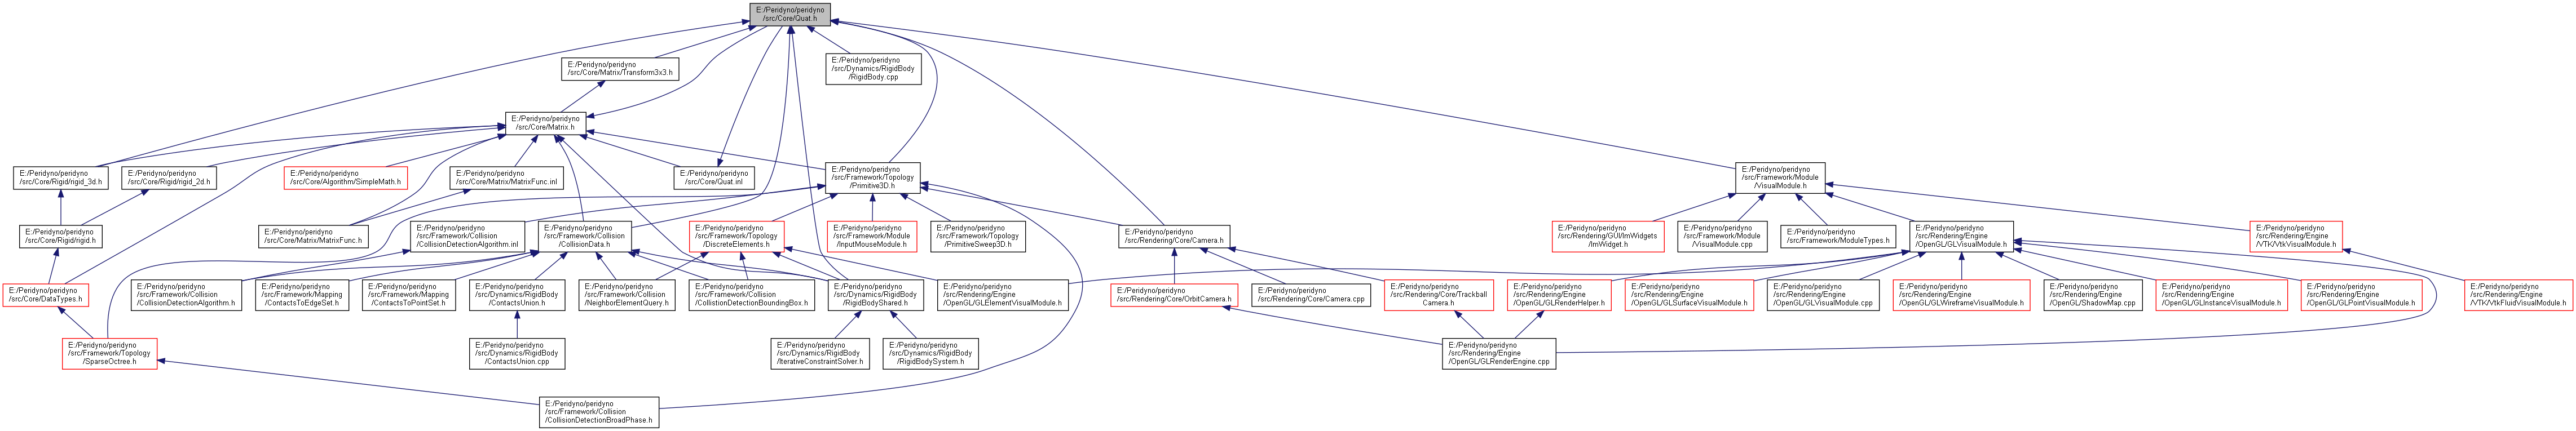 E:/Peridyno/peridyno
/src/Core/Quat.h
E:/Peridyno/peridyno
/src/Core/Matrix/Transform3x3.h
E:/Peridyno/peridyno
/src/Dynamics/RigidBody
/RigidBody.cpp
E:/Peridyno/peridyno
/src/Core/Matrix.h
E:/Peridyno/peridyno
/src/Core/Rigid/rigid_3d.h
E:/Peridyno/peridyno
/src/Core/Rigid/rigid_2d.h
E:/Peridyno/peridyno
/src/Core/Algorithm/SimpleMath.h
E:/Peridyno/peridyno
/src/Core/Matrix/MatrixFunc.inl
E:/Peridyno/peridyno
/src/Core/Quat.inl
E:/Peridyno/peridyno
/src/Framework/Topology
/Primitive3D.h
E:/Peridyno/peridyno
/src/Framework/Module
/VisualModule.h
E:/Peridyno/peridyno
/src/Core/Rigid/rigid.h
E:/Peridyno/peridyno
/src/Core/Matrix/MatrixFunc.h
E:/Peridyno/peridyno
/src/Framework/Collision
/CollisionDetectionAlgorithm.inl
E:/Peridyno/peridyno
/src/Framework/Collision
/CollisionData.h
E:/Peridyno/peridyno
/src/Framework/Topology
/DiscreteElements.h
E:/Peridyno/peridyno
/src/Framework/Module
/InputMouseModule.h
E:/Peridyno/peridyno
/src/Framework/Topology
/PrimitiveSweep3D.h
E:/Peridyno/peridyno
/src/Rendering/Core/Camera.h
E:/Peridyno/peridyno
/src/Rendering/GUI/ImWidgets
/ImWidget.h
E:/Peridyno/peridyno
/src/Framework/Module
/VisualModule.cpp
E:/Peridyno/peridyno
/src/Framework/ModuleTypes.h
E:/Peridyno/peridyno
/src/Rendering/Engine
/OpenGL/GLVisualModule.h
E:/Peridyno/peridyno
/src/Rendering/Engine
/VTK/VtkVisualModule.h
E:/Peridyno/peridyno
/src/Core/DataTypes.h
E:/Peridyno/peridyno
/src/Framework/Collision
/CollisionDetectionAlgorithm.h
E:/Peridyno/peridyno
/src/Framework/Mapping
/ContactsToEdgeSet.h
E:/Peridyno/peridyno
/src/Framework/Mapping
/ContactsToPointSet.h
E:/Peridyno/peridyno
/src/Dynamics/RigidBody
/ContactsUnion.h
E:/Peridyno/peridyno
/src/Framework/Collision
/NeighborElementQuery.h
E:/Peridyno/peridyno
/src/Framework/Collision
/CollisionDetectionBoundingBox.h
E:/Peridyno/peridyno
/src/Dynamics/RigidBody
/RigidBodyShared.h
E:/Peridyno/peridyno
/src/Rendering/Engine
/OpenGL/GLElementVisualModule.h
E:/Peridyno/peridyno
/src/Rendering/Core/OrbitCamera.h
E:/Peridyno/peridyno
/src/Rendering/Core/Camera.cpp
E:/Peridyno/peridyno
/src/Rendering/Core/Trackball
Camera.h
E:/Peridyno/peridyno
/src/Rendering/Engine
/OpenGL/GLRenderHelper.h
E:/Peridyno/peridyno
/src/Rendering/Engine
/OpenGL/GLSurfaceVisualModule.h
E:/Peridyno/peridyno
/src/Rendering/Engine
/OpenGL/GLVisualModule.cpp
E:/Peridyno/peridyno
/src/Rendering/Engine
/OpenGL/GLWireframeVisualModule.h
E:/Peridyno/peridyno
/src/Rendering/Engine
/OpenGL/ShadowMap.cpp
E:/Peridyno/peridyno
/src/Rendering/Engine
/OpenGL/GLInstanceVisualModule.h
E:/Peridyno/peridyno
/src/Rendering/Engine
/OpenGL/GLPointVisualModule.h
E:/Peridyno/peridyno
/src/Rendering/Engine
/VTK/VtkFluidVisualModule.h
E:/Peridyno/peridyno
/src/Framework/Topology
/SparseOctree.h
E:/Peridyno/peridyno
/src/Dynamics/RigidBody
/ContactsUnion.cpp
E:/Peridyno/peridyno
/src/Dynamics/RigidBody
/IterativeConstraintSolver.h
E:/Peridyno/peridyno
/src/Dynamics/RigidBody
/RigidBodySystem.h
E:/Peridyno/peridyno
/src/Rendering/Engine
/OpenGL/GLRenderEngine.cpp
E:/Peridyno/peridyno
/src/Framework/Collision
/CollisionDetectionBroadPhase.h